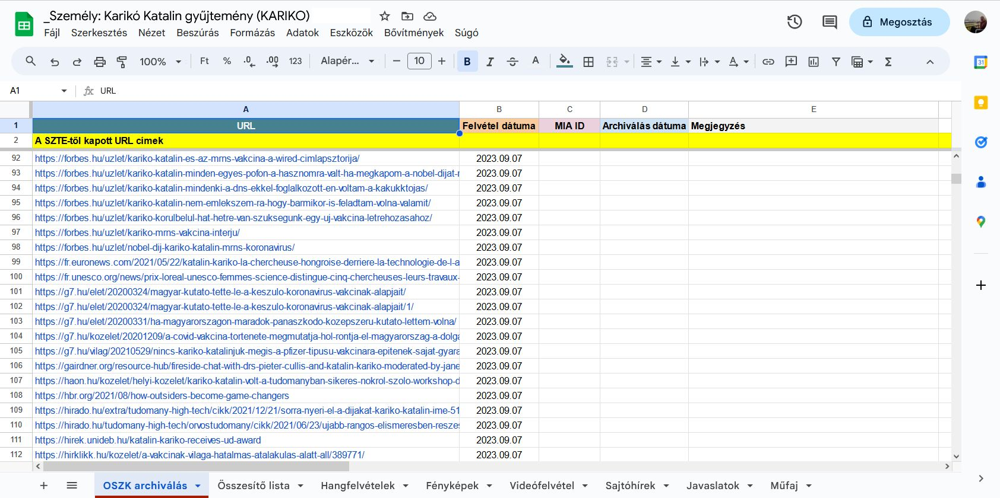 _Személy: Karikó Katalin gyűjtemény (KARIKO)
Fájl Szerkesztés Nézet Beszúrás Formázás Adatok Eszközök Bővítmények Súgó
Megosztás
100% Ft % .0 .00 123 Alapér... 10 B I S A Σ
31
A1 fx URL
A B C D E
1 URL Felvétel dátuma MIA ID Archiválás dátuma Megjegyzés
2 A SZTE-től kapott URL címek
92 https://forbes.hu/uzlet/kariko-katalin-es-az-mrns-vakcina-a-wired-cimlapsztorija/ 2023.09.07
93 https://forbes.hu/uzlet/kariko-katalin-minden-egyes-pofon-a-hasznomra-valt-ha-megkapom-a-nobel-dijat-r 2023.09.07
94 https://forbes.hu/uzlet/kariko-katalin-mindenki-a-dns-ekkel-foglalkozott-en-voltam-a-kakukktojas/ 2023.09.07
95 https://forbes.hu/uzlet/kariko-katalin-nem-emlekszem-ra-hogy-barmikor-is-feladtam-volna-valamit/ 2023.09.07
96 https://forbes.hu/uzlet/kariko-korulbelul-hat-hetre-van-szuksegunk-egy-uj-vakcina-letrehozasahoz/ 2023.09.07
97 https://forbes.hu/uzlet/kariko-mrns-vakcina-interju/ 2023.09.07
98 https://forbes.hu/uzlet/nobel-dij-kariko-katalin-mrns-koronavirus/ 2023.09.07
99 https://fr.euronews.com/2021/05/22/katalin-kariko-la-chercheuse-hongroise-derriere-la-technologie-de-l-a 2023.09.07
100 https://fr.unesco.org/news/prix-loreal-unesco-femmes-science-distingue-cinq-chercheuses-leurs-travaux- 2023.09.07
101 https://g7.hu/elet/20200324/magyar-kutato-tette-le-a-keszulo-koronavirus-vakcinak-alapjait/ 2023.09.07
102 https://g7.hu/elet/20200324/magyar-kutato-tette-le-a-keszulo-koronavirus-vakcinak-alapjait/1/ 2023.09.07
103 https://g7.hu/elet/20200331/ha-magyarorszagon-maradok-panaszkodo-kozepszeru-kutato-lettem-volna/ 2023.09.07
104 https://g7.hu/kozelet/20201209/a-covid-vakcina-tortenete-megmutatja-hol-rontja-el-magyarorszag-a-dolga 2023.09.07
105 https://g7.hu/vilag/20210529/nincs-kariko-katalinjuk-megis-a-pfizer-tipusu-vakcinara-epitenek-sajat-gyara 2023.09.07
106 https://gairdner.org/resource-hub/fireside-chat-with-drs-pieter-cullis-and-katalin-kariko-moderated-by-jane 2023.09.07
107 https://haon.hu/kozelet/helyi-kozelet/kariko-katalin-volt-a-tudomanyban-sikeres-nokrol-szolo-workshop-d 2023.09.07
108 https://hbr.org/2021/08/how-outsiders-become-game-changers 2023.09.07
109 https://hirado.hu/extra/tudomany-high-tech/cikk/2021/12/21/sorra-nyeri-el-a-dijakat-kariko-katalin-ime-51 2023.09.07
110 https://hirado.hu/tudomany-high-tech/orvostudomany/cikk/2021/06/23/ujabb-rangos-elismeresben-reszes 2023.09.07
111 https://hirek.unideb.hu/katalin-kariko-receives-ud-award 2023.09.07
112 https://hirklikk.hu/kozelet/a-vakcinak-vilaga-hatalmas-atalakulas-alatt-all/389771/ 2023.09.07
OSZK archiválás Összesítő lista Hangfelvételek Fényképek Videófelvétel Sajtóhírek Javaslatok Műfaj